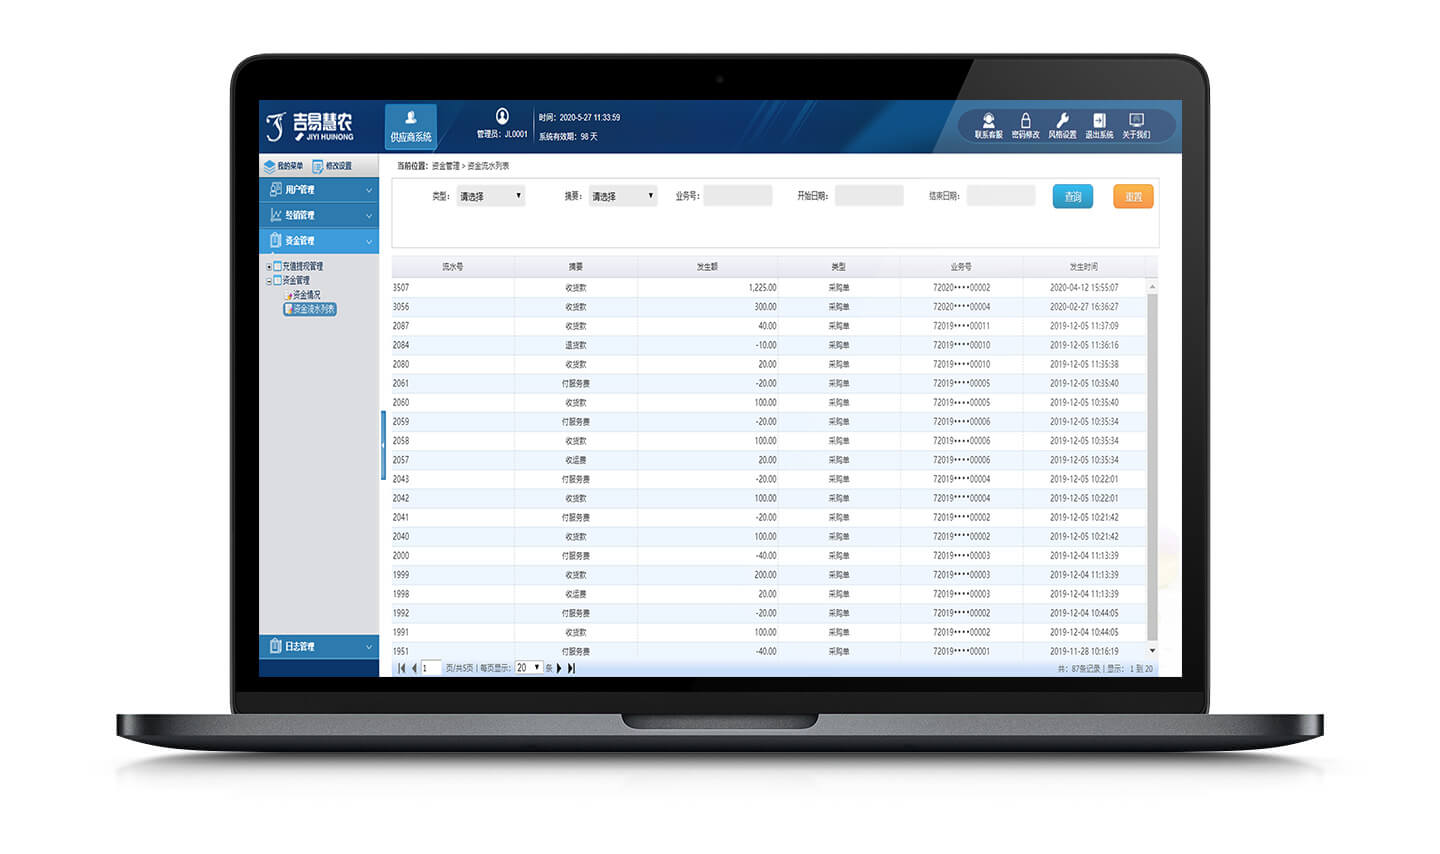 吉易慧农
JIYI HUINONG
供应商系统
管理员：JL0001
时间：2020-5-27 11:33:59
系统有效期：98 天
联系客服 密码修改 风格设置 退出系统 关于我们
我的菜单 修改设置
当前位置：资金管理 > 资金流水列表
用户管理
经销管理
资金管理
充值提现管理
资金管理
资金情况
资金流水列表
日志管理
类型： 请选择 摘要： 请选择 业务号： 开始日期： 结束日期： 查询 重置
流水号 摘要 发生额 类型 业务号 发生时间
3507 收货款 1,225.00 采购单 72020****00002 2020-04-12 15:55:07
3056 收货款 300.00 采购单 72020****00004 2020-02-27 16:36:27
2087 收货款 40.00 采购单 72019****00011 2019-12-05 11:37:09
2084 退货款 -10.00 采购单 72019****00010 2019-12-05 11:36:16
2080 收货款 20.00 采购单 72019****00010 2019-12-05 11:35:38
2061 付服务费 -20.00 采购单 72019****00005 2019-12-05 10:35:40
2060 收货款 100.00 采购单 72019****00005 2019-12-05 10:35:40
2059 付服务费 -20.00 采购单 72019****00006 2019-12-05 10:35:34
2058 收货款 100.00 采购单 72019****00006 2019-12-05 10:35:34
2057 收运费 20.00 采购单 72019****00006 2019-12-05 10:35:34
2043 付服务费 -20.00 采购单 72019****00004 2019-12-05 10:22:01
2042 收货款 100.00 采购单 72019****00004 2019-12-05 10:22:01
2041 付服务费 -20.00 采购单 72019****00002 2019-12-05 10:21:42
2040 收货款 100.00 采购单 72019****00002 2019-12-05 10:21:42
2000 付服务费 -40.00 采购单 72019****00003 2019-12-04 11:13:39
1999 收货款 200.00 采购单 72019****00003 2019-12-04 11:13:39
1998 收运费 20.00 采购单 72019****00003 2019-12-04 11:13:39
1992 付服务费 -20.00 采购单 72019****00002 2019-12-04 10:44:05
1991 收货款 100.00 采购单 72019****00002 2019-12-04 10:44:05
1951 付服务费 -40.00 采购单 72019****00001 2019-11-28 10:16:19
1 页/共5页 | 每页显示： 20 条 共：87条记录 | 显示： 1 到 20